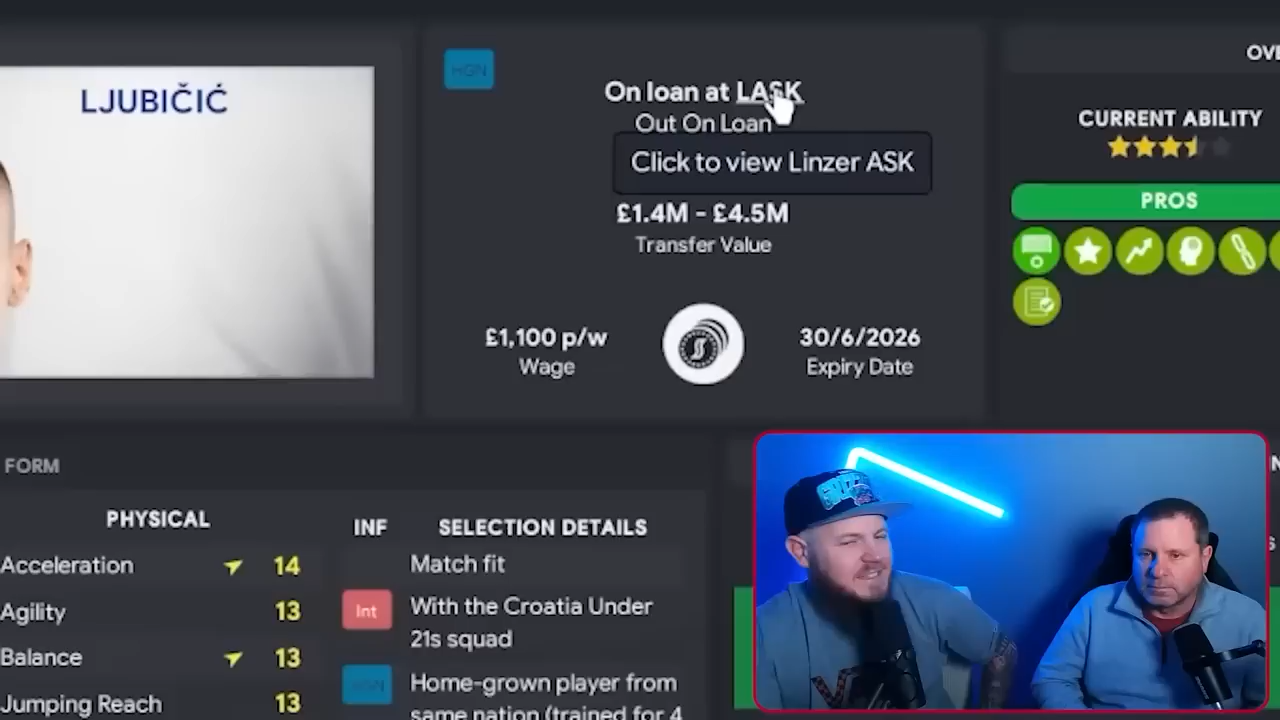 LJUBIČIĆ
HGN
On loan at LASK
Out On Loan
Click to view Linzer ASK
£1.4M - £4.5M
Transfer Value
£1,100 p/w
Wage
30/6/2026
Expiry Date
CURRENT ABILITY
PROS
FORM
PHYSICAL
Acceleration 14
Agility 13
Balance 13
Jumping Reach 13
INF
SELECTION DETAILS
Match fit
Int
With the Croatia Under
21s squad
HGN
Home-grown player from
same nation (trained for 4